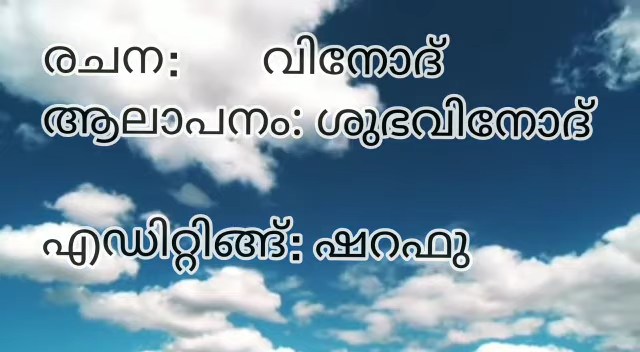 രചന: വിനോദ്
ആലാപനം: ശുഭവിനോദ്
എഡിറ്റിങ്ങ്: ഷറഫു